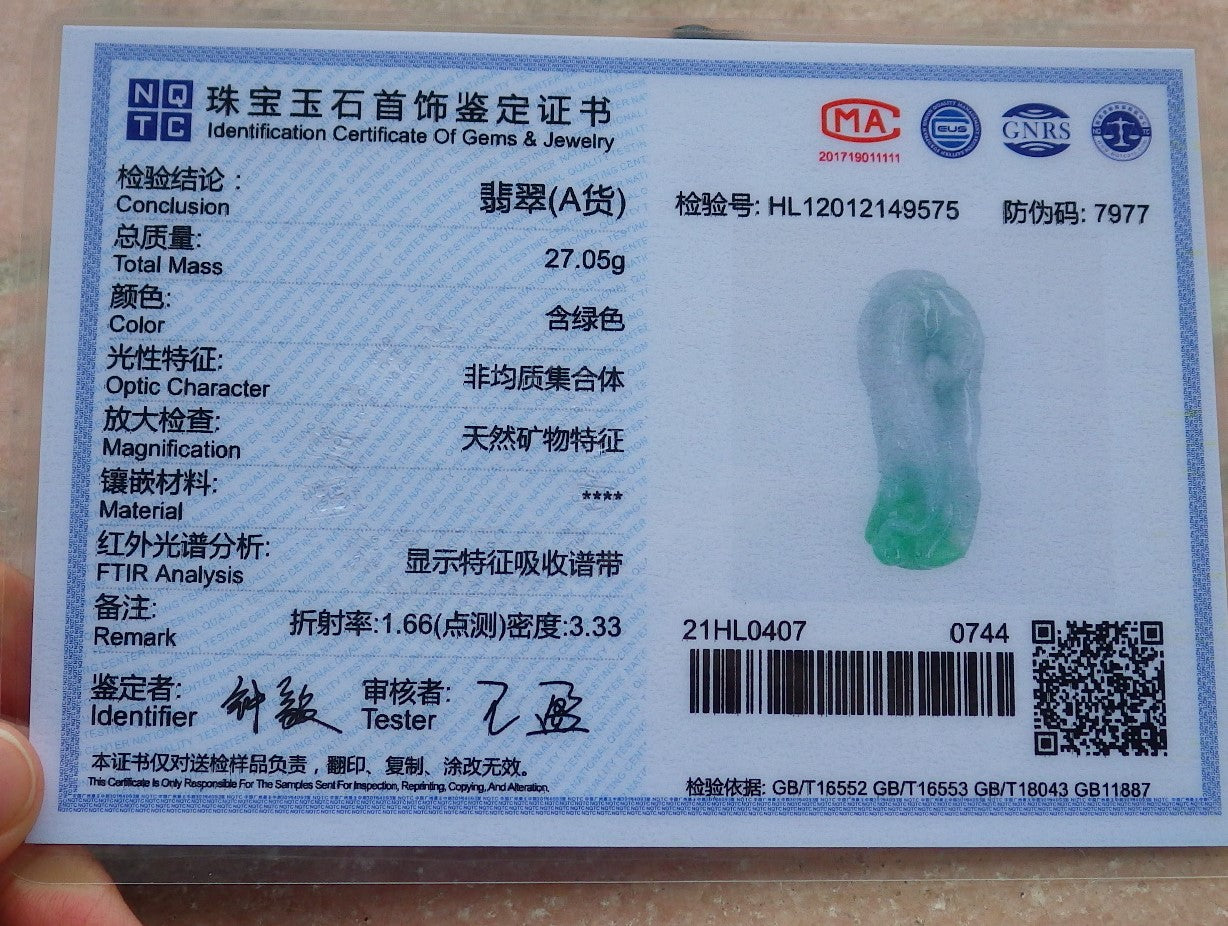 NQTC
珠宝玉石首饰鉴定证书
Identification Certificate Of Gems & Jewelry
检验结论：
Conclusion
翡翠(A货)
总质量:
Total Mass
27.05g
颜色:
Color
含绿色
光性特征:
Optic Character
非均质集合体
放大检查:
Magnification
天然矿物特征
镶嵌材料:
Material
****
红外光谱分析:
FTIR Analysis
显示特征吸收谱带
备注:
Remark
折射率:1.66(点测)密度:3.33
鉴定者:
Identifier
钟敏
审核者:
Tester
本证书仅对送检样品负责，翻印、复制、涂改无效。
This Certificate Is Only Responsible For The Samples Sent For Inspection, Reprinting, Copying, And Alteration.
MA
201719011111
EUS
GNRS
检验号: HL12012149575
防伪码: 7977
21HL0407
0744
检验依据: GB/T16552 GB/T16553 GB/T18043 GB11887